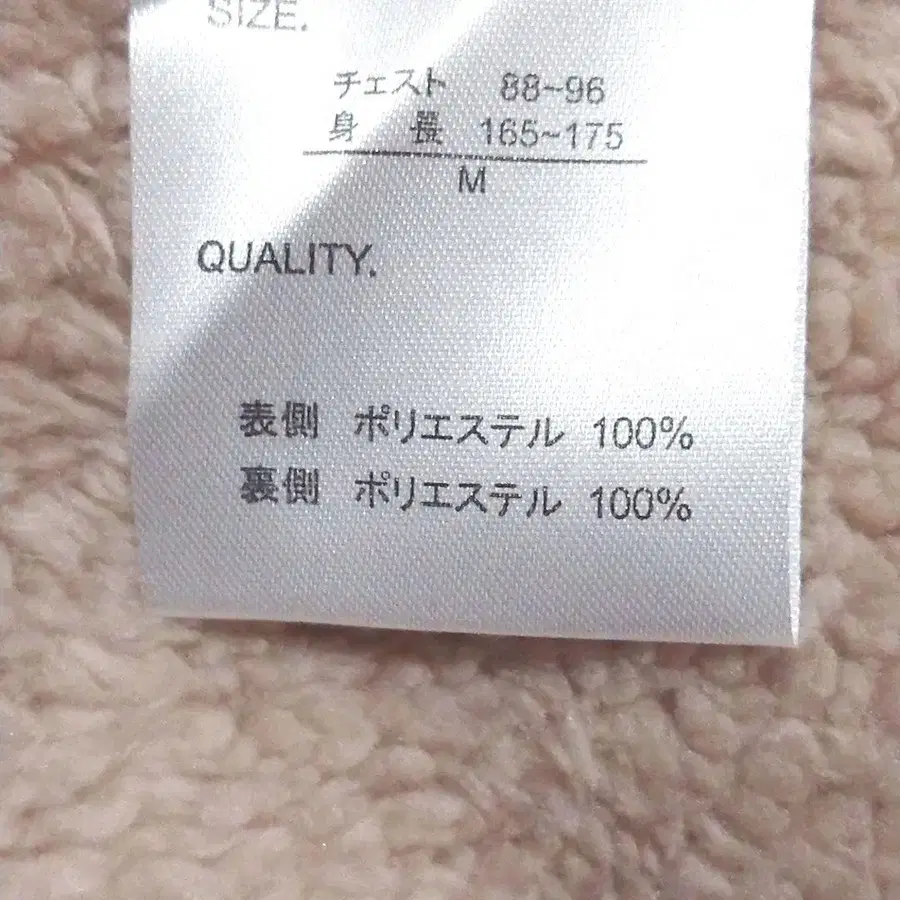 SIZE.
チェスト 88~96
身 長 165~175
M
QUALITY.
表側 ポリエステル 100%
裏側 ポリエステル 100%